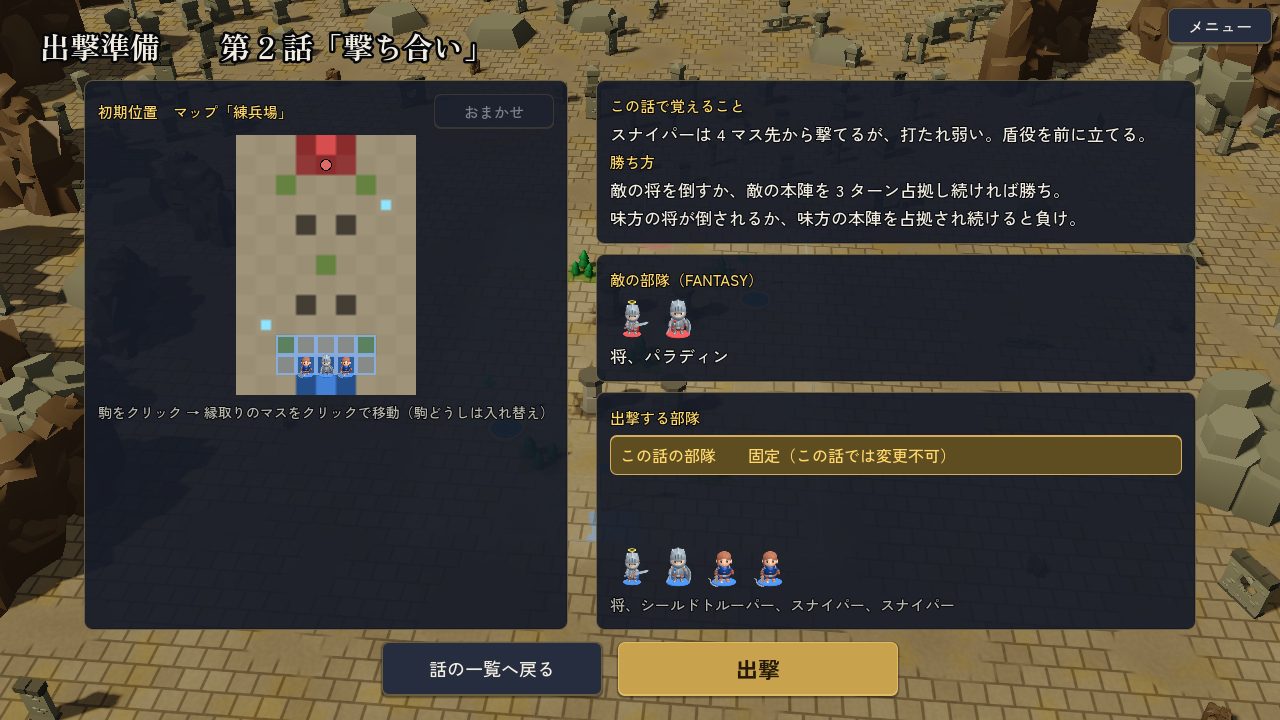 出撃準備　　第２話「撃ち合い」
メニュー
初期位置　マップ「練兵場」
おまかせ
駒をクリック → 縁取りのマスをクリックで移動（駒どうしは入れ替え）
この話で覚えること
スナイパーは 4 マス先から撃てるが、打たれ弱い。盾役を前に立てる。
勝ち方
敵の将を倒すか、敵の本陣を 3 ターン占拠し続ければ勝ち。
味方の将が倒されるか、味方の本陣を占拠され続けると負け。
敵の部隊（FANTASY）
将、パラディン
出撃する部隊
この話の部隊　　固定（この話では変更不可）
将、シールドトルーパー、スナイパー、スナイパー
話の一覧へ戻る
出撃